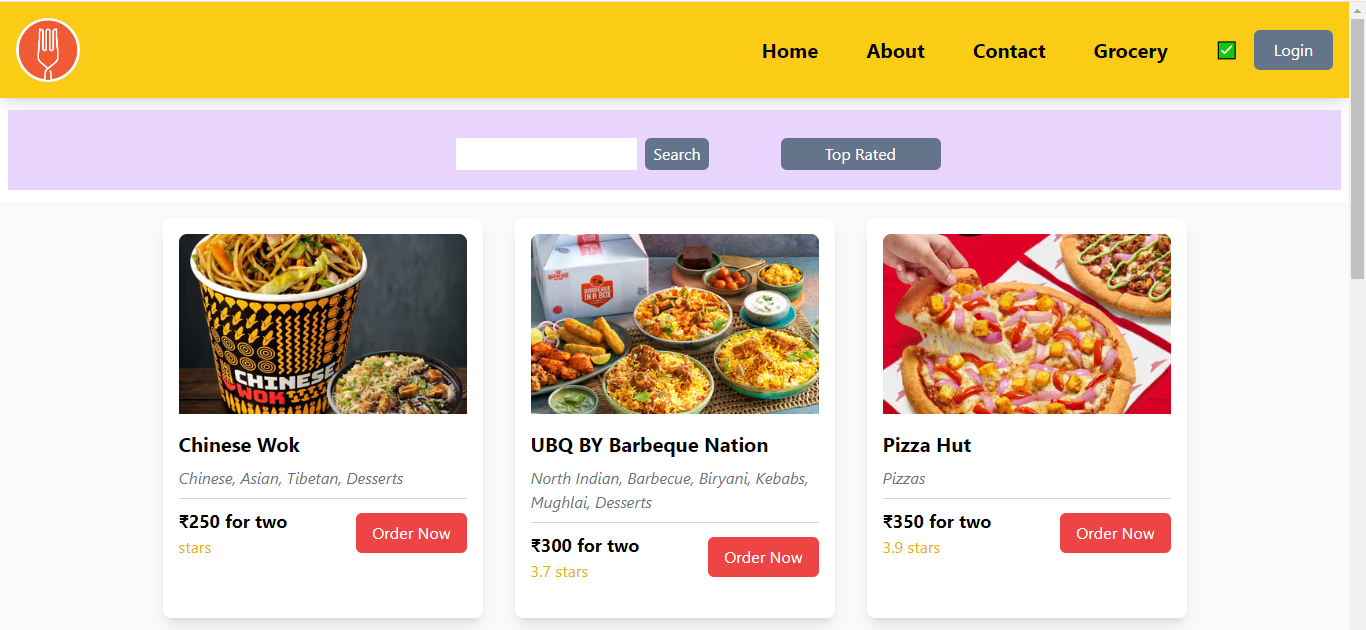 Home About Contact Grocery ✅ Login
Search Top Rated
CHINESE
WOK
BARBEQUE
IN A BOX
Chinese Wok
Chinese, Asian, Tibetan, Desserts
₹250 for two
stars
Order Now
UBQ BY Barbeque Nation
North Indian, Barbecue, Biryani, Kebabs,
Mughlai, Desserts
₹300 for two
3.7 stars
Order Now
Pizza Hut
Pizzas
₹350 for two
3.9 stars
Order Now